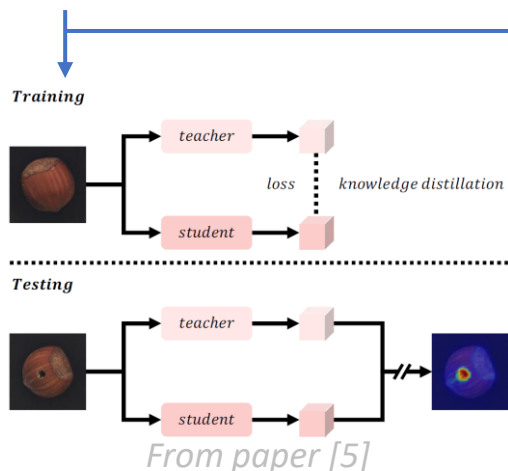 Training
teacher
loss knowledge distillation
student
Testing
teacher
student
From paper [5]